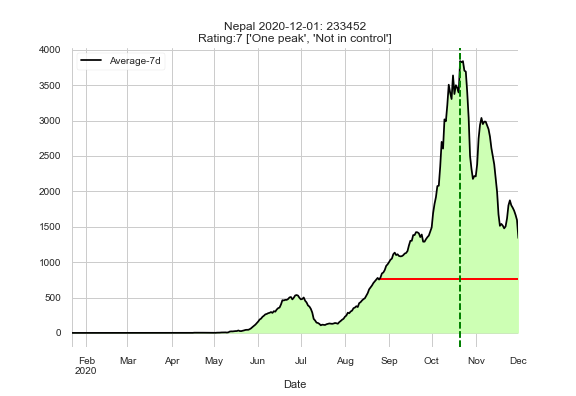 Nepal 2020-12-01: 233452
Rating:7 ['One peak', 'Not in control']
4000
Average-7d
3500
3000
2500
2000
1500
1000
500
0
Feb Mar Apr May Jun Jul Aug Sep Oct Nov Dec
2020
Date